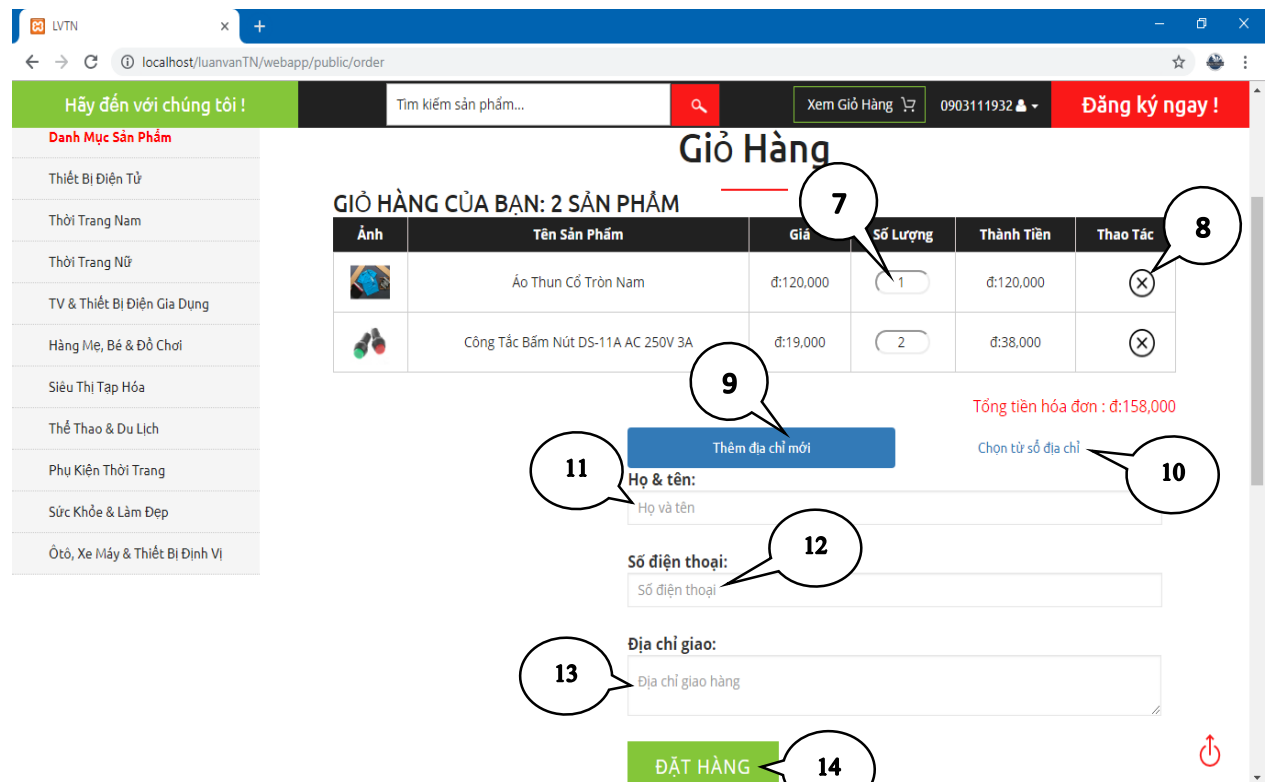 LVTN
localhost/luanvanTN/webapp/public/order
Hãy đến với chúng tôi !
Tìm kiếm sản phẩm...
Xem Giỏ Hàng
0903111932
Đăng ký ngay !
Danh Mục Sản Phẩm
Thiết Bị Điện Tử
Thời Trang Nam
Thời Trang Nữ
TV & Thiết Bị Điện Gia Dụng
Hàng Mẹ, Bé & Đồ Chơi
Siêu Thị Tạp Hóa
Thể Thao & Du Lịch
Phụ Kiện Thời Trang
Sức Khỏe & Làm Đẹp
Ôtô, Xe Máy & Thiết Bị Định Vị
Giỏ Hàng
GIỎ HÀNG CỦA BẠN: 2 SẢN PHẨM
7
8
Ảnh Tên Sản Phẩm Giá Số Lượng Thành Tiền Thao Tác
Áo Thun Cổ Tròn Nam đ:120,000 1 đ:120,000
Công Tắc Bấm Nút DS-11A AC 250V 3A đ:19,000 2 đ:38,000
9
Tổng tiền hóa đơn : đ:158,000
Thêm địa chỉ mới Chọn từ sổ địa chỉ
10
11
Họ & tên:
Họ và tên
12
Số điện thoại:
Số điện thoại
Địa chỉ giao:
13
Địa chỉ giao hàng
ĐẶT HÀNG
14